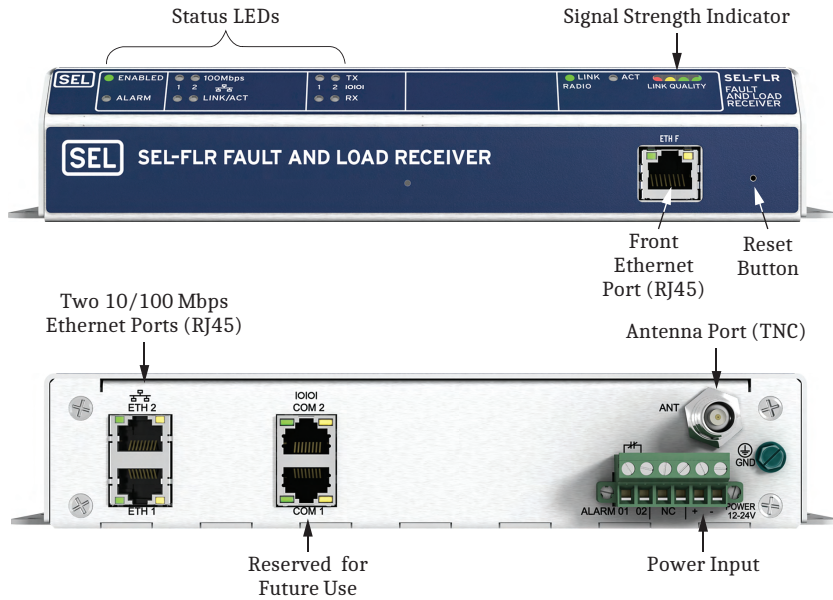 Status LEDs
Signal Strength Indicator
SEL
ENABLED
ALARM
100Mbps
1 2
LINK/ACT
TX
1 2 IOIOI
RX
LINK
RADIO
ACT
LINK QUALITY
SEL-FLR
FAULT
AND LOAD
RECEIVER
SEL
SEL-FLR FAULT AND LOAD RECEIVER
ETH F
Front
Ethernet
Port (RJ45)
Reset
Button
Two 10/100 Mbps
Ethernet Ports (RJ45)
Antenna Port (TNC)
ETH 2
ETH 1
IOIOI
COM 2
COM 1
ANT
GND
ALARM 01 02 NC + -
POWER
12-24V
Reserved for
Future Use
Power Input